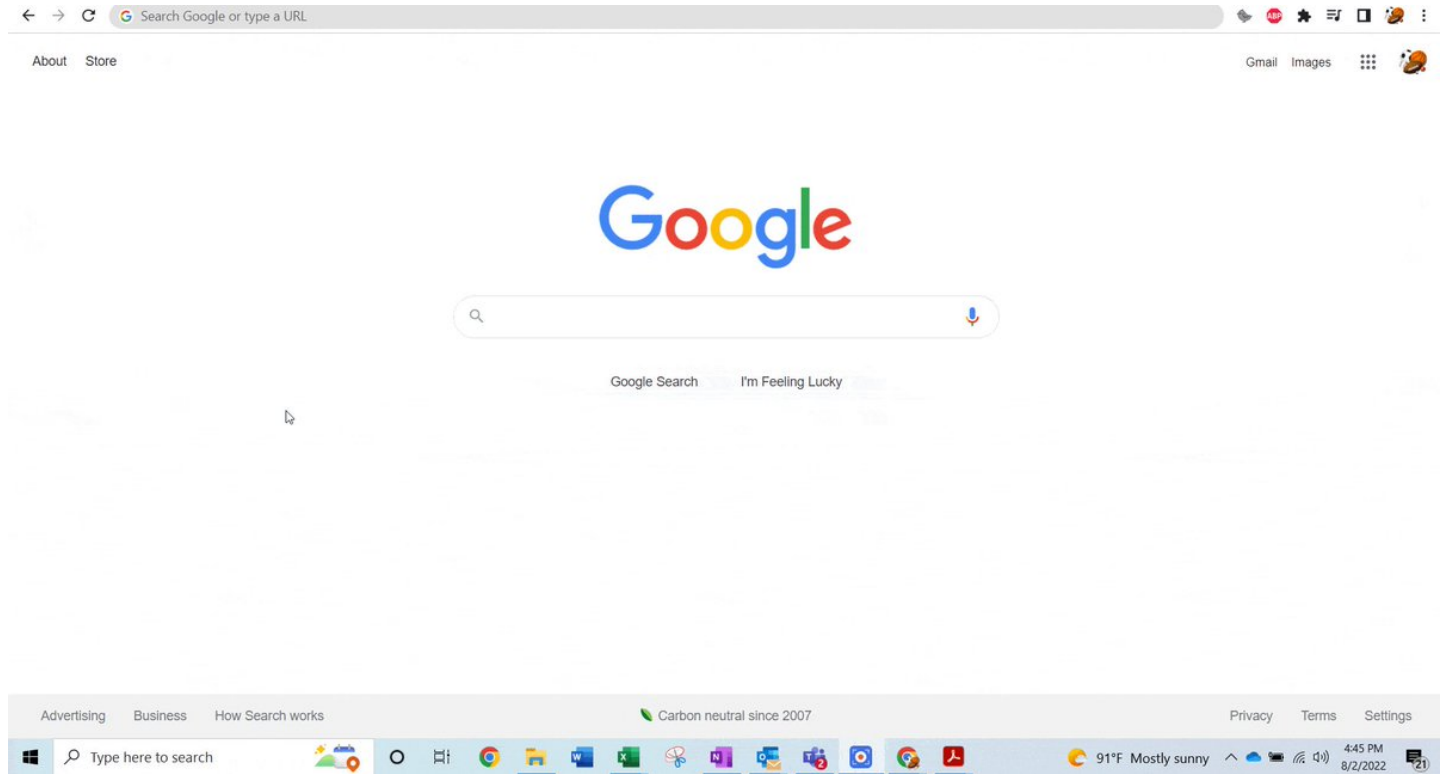 Search Google or type a URL
ABP
About Store
Gmail Images
Google
Google Search I'm Feeling Lucky
Advertising Business How Search works
Carbon neutral since 2007
Privacy Terms Settings
Type here to search
91°F Mostly sunny
4:45 PM
8/2/2022
21